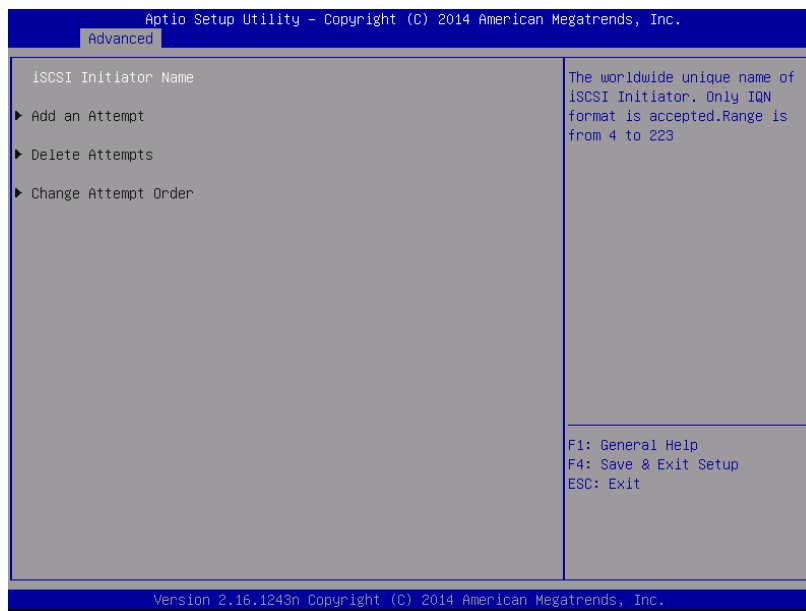 Aptio Setup Utility – Copyright (C) 2014 American Megatrends, Inc.
Advanced
iSCSI Initiator Name
Add an Attempt
Delete Attempts
Change Attempt Order
The worldwide unique name of
iSCSI Initiator. Only IQN
format is accepted.Range is
from 4 to 223
F1: General Help
F4: Save & Exit Setup
ESC: Exit
Version 2.16.1243n Copyright (C) 2014 American Megatrends, Inc.